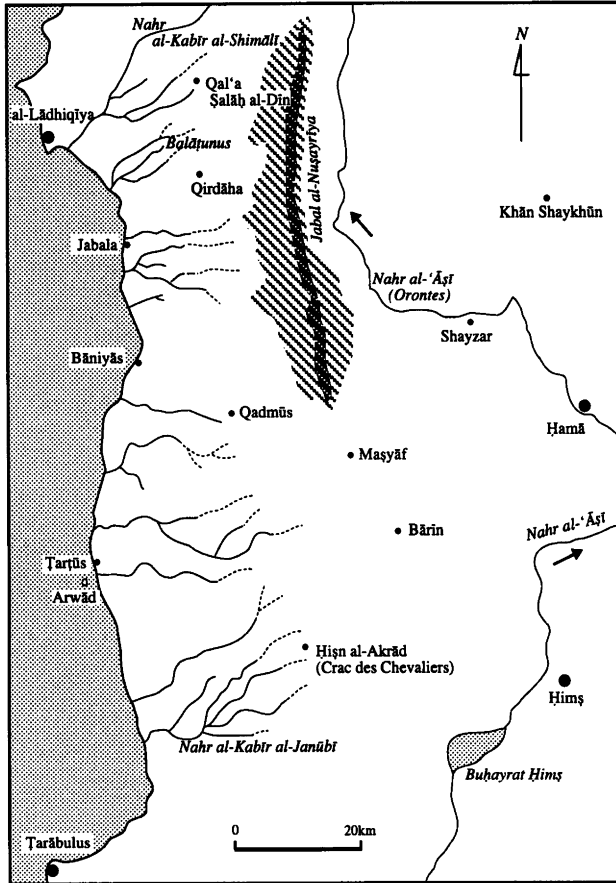 Nahr
al-Kabīr al-Shimālī
N
Qal‘a
Ṣalāḥ al-Dīn
al-Lādhiqīya
Balāṭunus
Qirdāha
Jabal al-Nuṣayrīya
Khān Shaykhūn
Jabala
Nahr al-‘Āṣī
(Orontes)
Shayzar
Bāniyās
Qadmūs
Ḥamā
Maṣyāf
Bārīn
Nahr al-‘Āṣī
Ṭarṭūs
Arwād
Ḥiṣn al-Akrād
(Crac des Chevaliers)
Ḥimṣ
Nahr al-Kabīr al-Janūbī
Buḥayrat Ḥimṣ
0 20km
Ṭarābulus